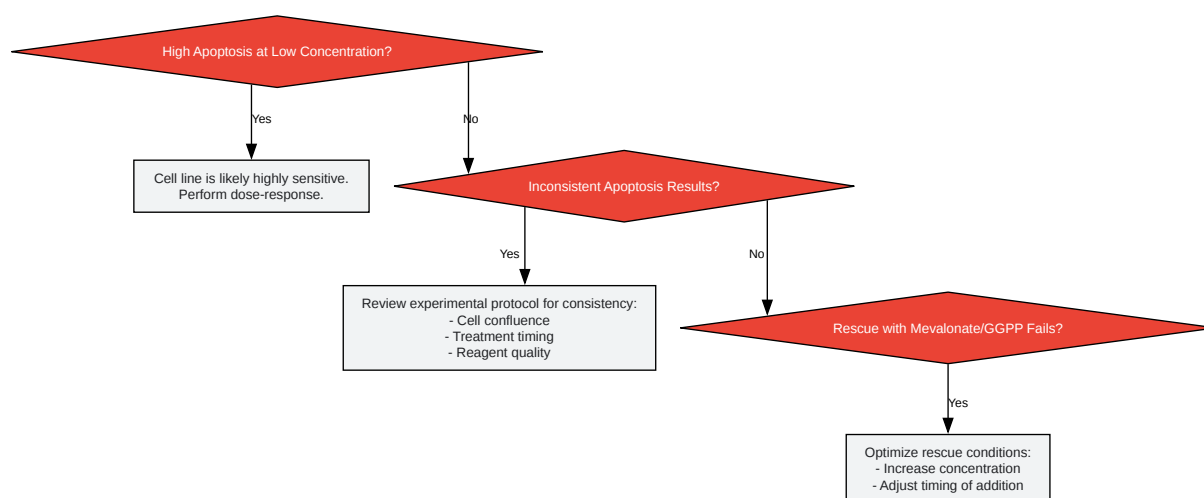 High Apoptosis at Low Concentration?
Yes
No
Cell line is likely highly sensitive.
Perform dose-response.
Inconsistent Apoptosis Results?
Yes
No
Review experimental protocol for consistency:
- Cell confluence
- Treatment timing
- Reagent quality
Rescue with Mevalonate/GGPP Fails?
Yes
Optimize rescue conditions:
- Increase concentration
- Adjust timing of addition